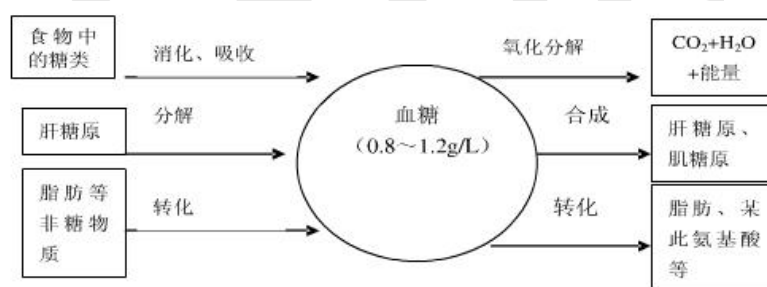 食物中
的糖类
消化、吸收
氧化分解
CO₂+H₂O
+能量
肝糖原
分解
血糖
（0.8～1.2g/L）
合成
肝糖原、
肌糖原
脂肪等
非糖物
质
转化
转化
脂肪、某
此氨基酸
等